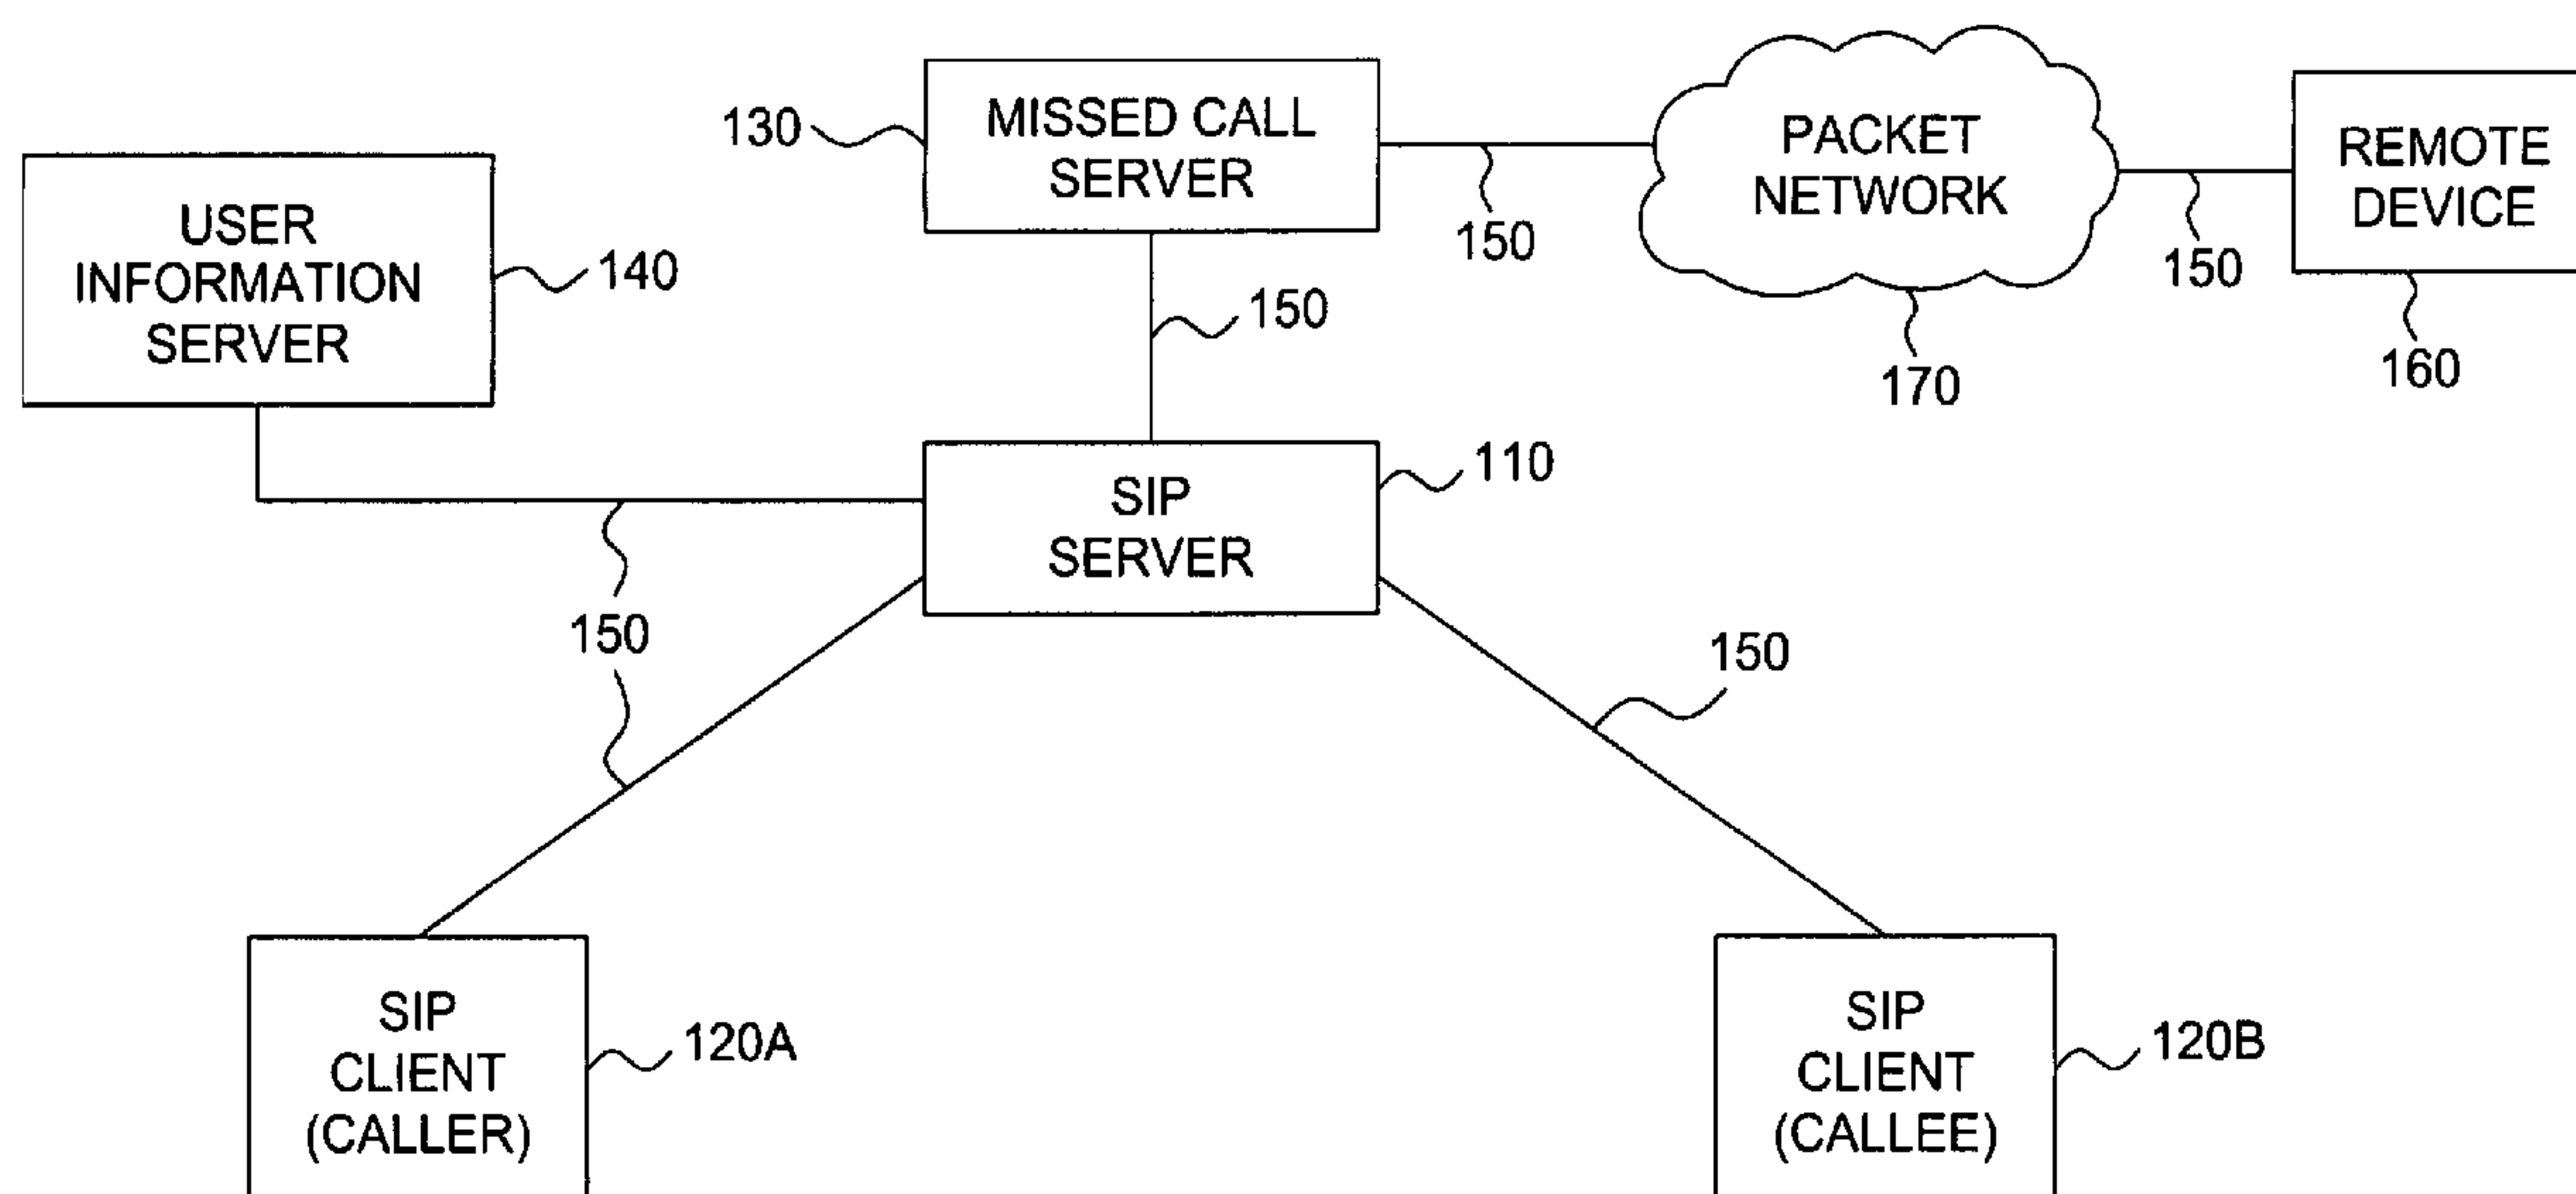 130
MISSED CALL
SERVER
150
PACKET
NETWORK
170
150
REMOTE
DEVICE
160
USER
INFORMATION
SERVER
140
150
SIP
SERVER
110
150
150
SIP
CLIENT
(CALLER)
120A
SIP
CLIENT
(CALLEE)
120B